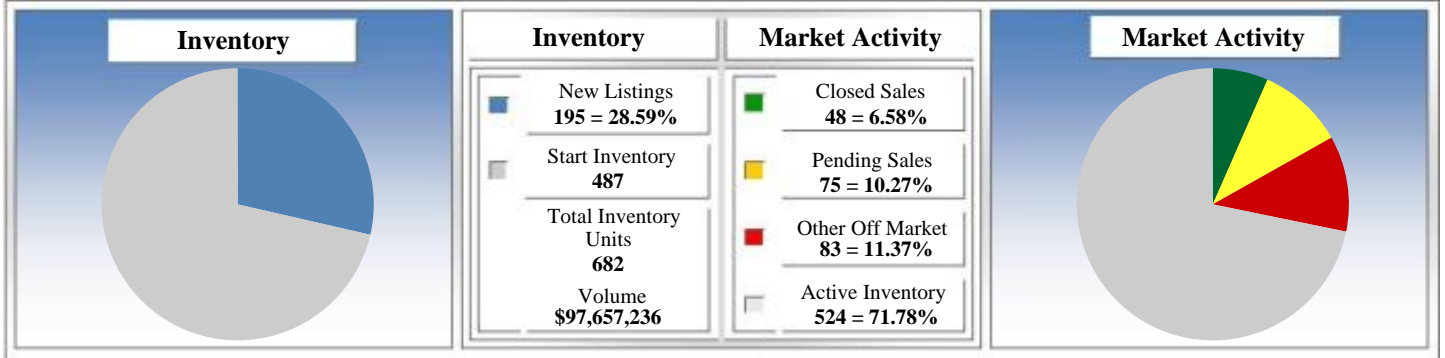 Inventory
Inventory
Market Activity
Market Activity
New Listings
195 = 28.59%
Start Inventory
487
Total Inventory
Units
682
Volume
$97,657,236
Closed Sales
48 = 6.58%
Pending Sales
75 = 10.27%
Other Off Market
83 = 11.37%
Active Inventory
524 = 71.78%